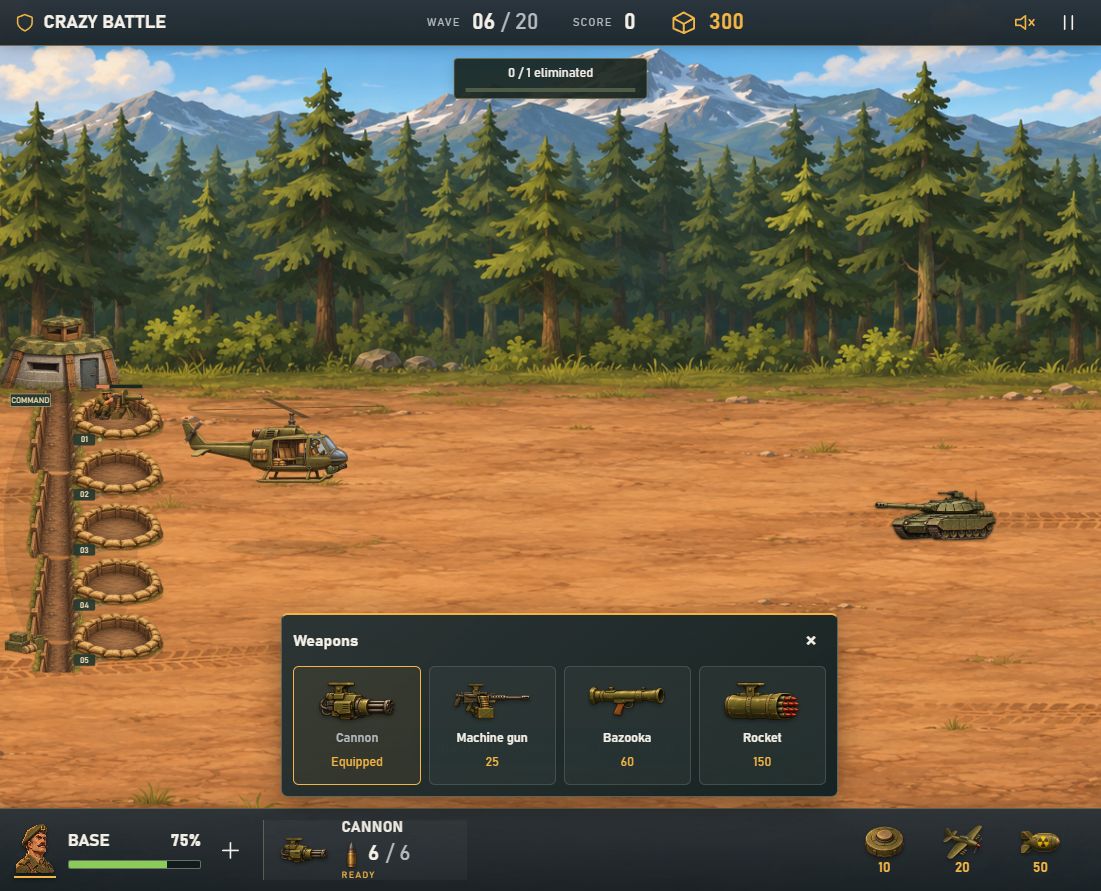 CRAZY BATTLE
WAVE 06 / 20
SCORE 0
300
0 / 1 eliminated
COMMAND
01
02
03
04
05
Weapons
Cannon
Equipped
Machine gun
25
Bazooka
60
Rocket
150
BASE 75%
CANNON
6 / 6
READY
10
20
50